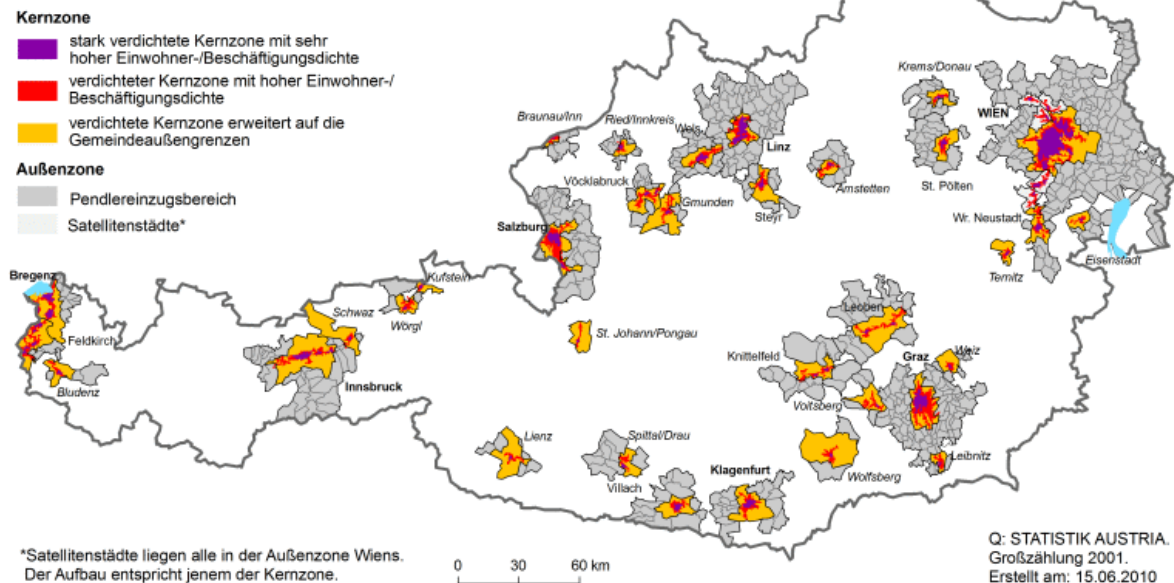 Kernzone
stark verdichtete Kernzone mit sehr
hoher Einwohner-/Beschäftigungsdichte
verdichteter Kernzone mit hoher Einwohner-/
Beschäftigungsdichte
verdichtete Kernzone erweitert auf die
Gemeindeaußengrenzen
Außenzone
Pendlereinzugsbereich
Satellitenstädte*
Krems/Donau
WIEN
Braunau/Inn
Ried/Innkreis
Wels
Linz
Vöcklabruck
Amstetten
St. Pölten
Gmunden
Steyr
Salzburg
Wr. Neustadt
Eisenstadt
Ternitz
Bregenz
Kufstein
Schwaz
Wörgl
Leoben
St. Johann/Pongau
Feldkirch
Knittelfeld
Graz
Weiz
Bludenz
Innsbruck
Voitsberg
Lienz
Spittal/Drau
Leibnitz
Klagenfurt
Wolfsberg
Villach
*Satellitenstädte liegen alle in der Außenzone Wiens.
Der Aufbau entspricht jenem der Kernzone.
0 30 60 km
Q: STATISTIK AUSTRIA.
Großzählung 2001.
Erstellt am: 15.06.2010